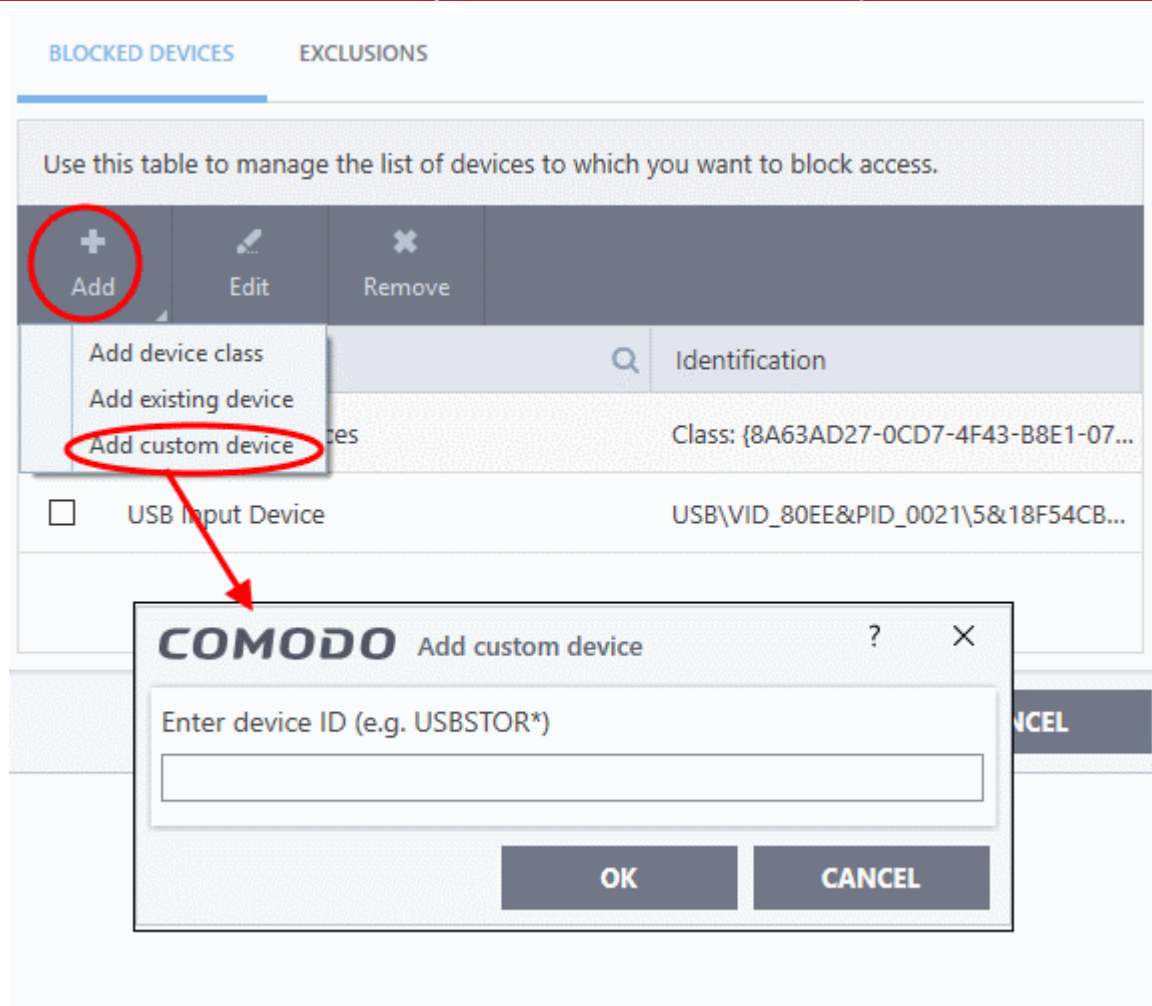 BLOCKED DEVICES EXCLUSIONS
Use this table to manage the list of devices to which you want to block access.
Add Edit Remove
Add device class
Add existing device
Add custom device
Identification
ces Class: {8A63AD27-0CD7-4F43-B8E1-07...
USB Input Device USB\VID_80EE&PID_0021\5&18F54CB...
COMODO Add custom device ?
Enter device ID (e.g. USBSTOR*)
NCEL
OK CANCEL